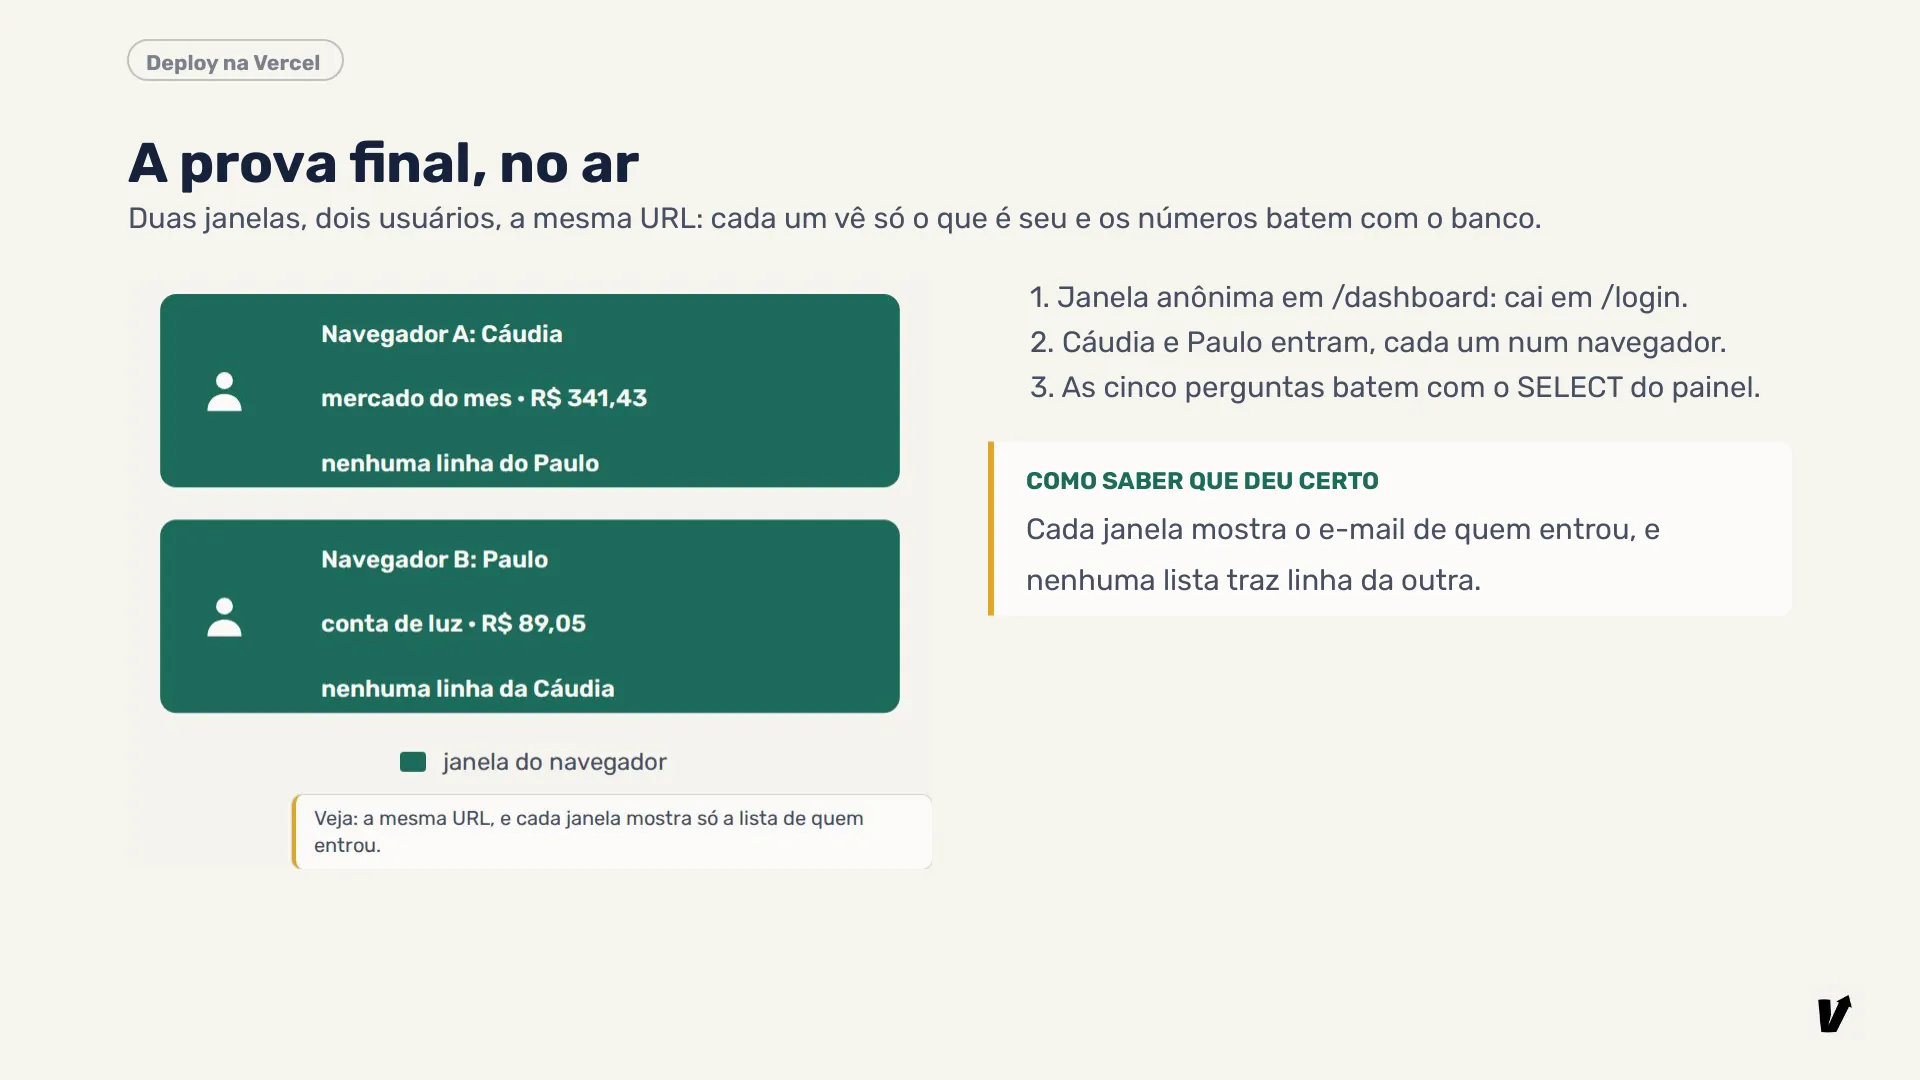 Deploy na Vercel
A prova final, no ar
Duas janelas, dois usuários, a mesma URL: cada um vê só o que é seu e os números batem com o banco.
Navegador A: Cáudia
mercado do mes • R$ 341,43
nenhuma linha do Paulo
Navegador B: Paulo
conta de luz • R$ 89,05
nenhuma linha da Cáudia
janela do navegador
Veja: a mesma URL, e cada janela mostra só a lista de quem
entrou.
1. Janela anônima em /dashboard: cai em /login.
2. Cáudia e Paulo entram, cada um num navegador.
3. As cinco perguntas batem com o SELECT do painel.
COMO SABER QUE DEU CERTO
Cada janela mostra o e-mail de quem entrou, e
nenhuma lista traz linha da outra.